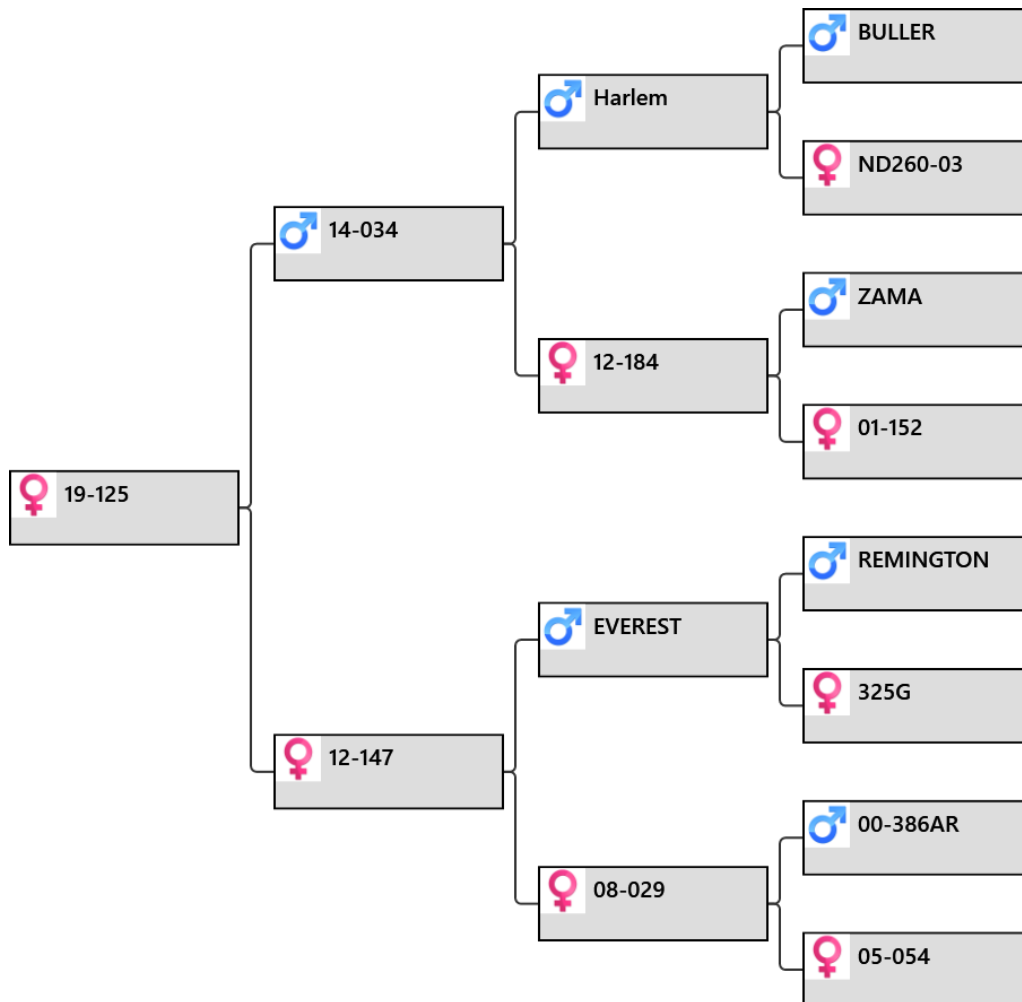 BULLER
Harlem
ND260-03
14-034
ZAMA
12-184
01-152
19-125
REMINGTON
EVEREST
325G
12-147
00-386AR
08-029
05-054